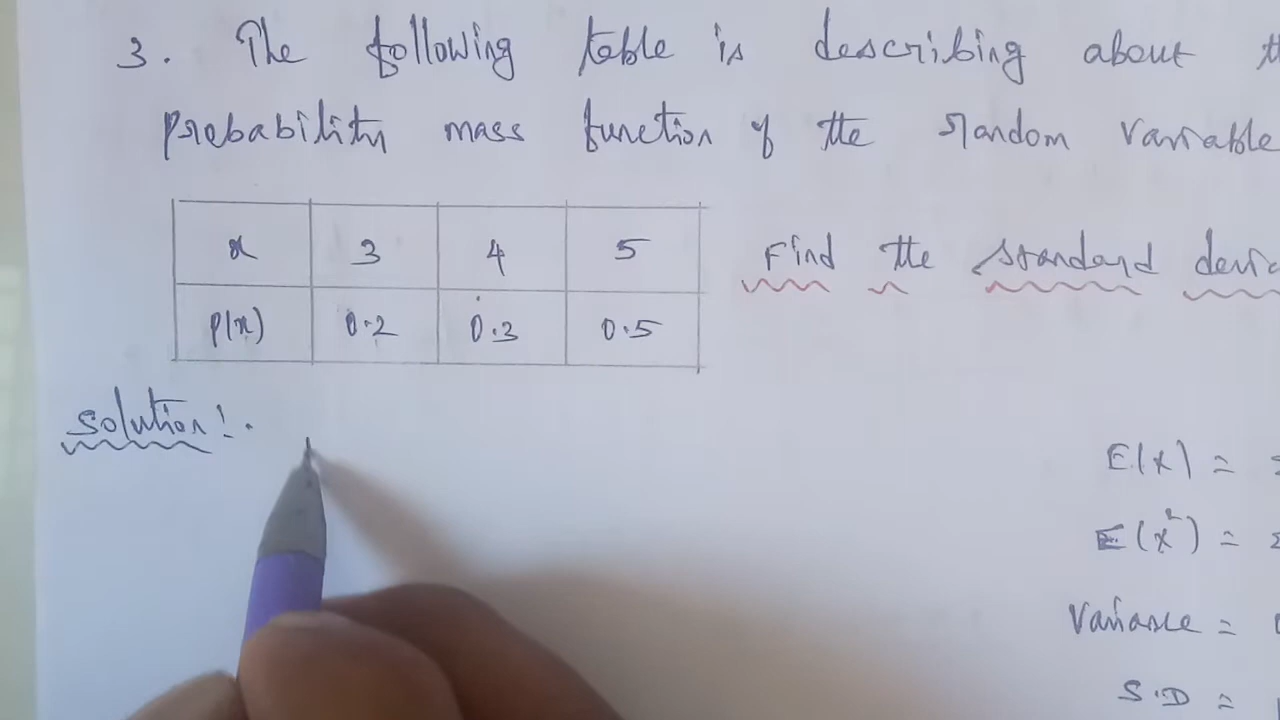 3. The following table is describing about
probability mass function of the random variable
x 3 4 5
P(x) 0.2 0.3 0.5
Find the standard
Solution:-
E(x) =
E(x²) =
Variance =
S.D =